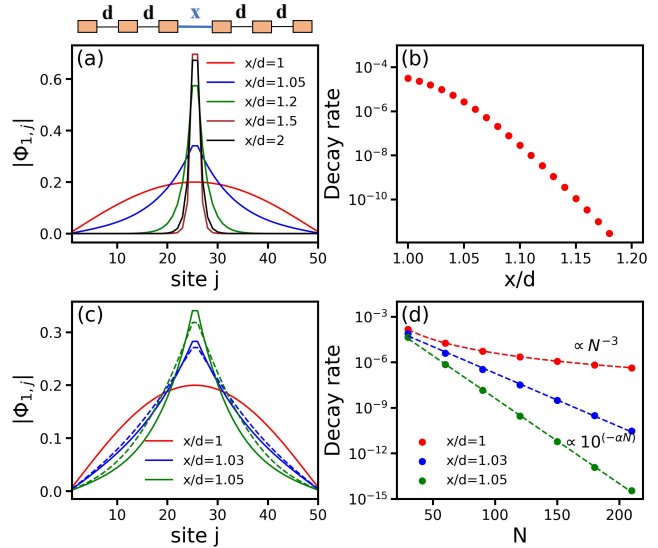 d d x d d
(a)
x/d=1
x/d=1.05
x/d=1.2
x/d=1.5
x/d=2
|Φ1,j|
0.6
0.4
0.2
0.0
10 20 30 40 50
site j
(b)
Decay rate
10−4
10−6
10−8
10−10
1.00 1.05 1.10 1.15 1.20
x/d
(c)
|Φ1,j|
0.3
0.2
0.1
0.0
x/d=1
x/d=1.03
x/d=1.05
10 20 30 40 50
site j
(d)
Decay rate
10−3
10−6
10−9
10−12
10−15
∝ N−3
∝ 10(−αN)
x/d=1
x/d=1.03
x/d=1.05
50 100 150 200
N